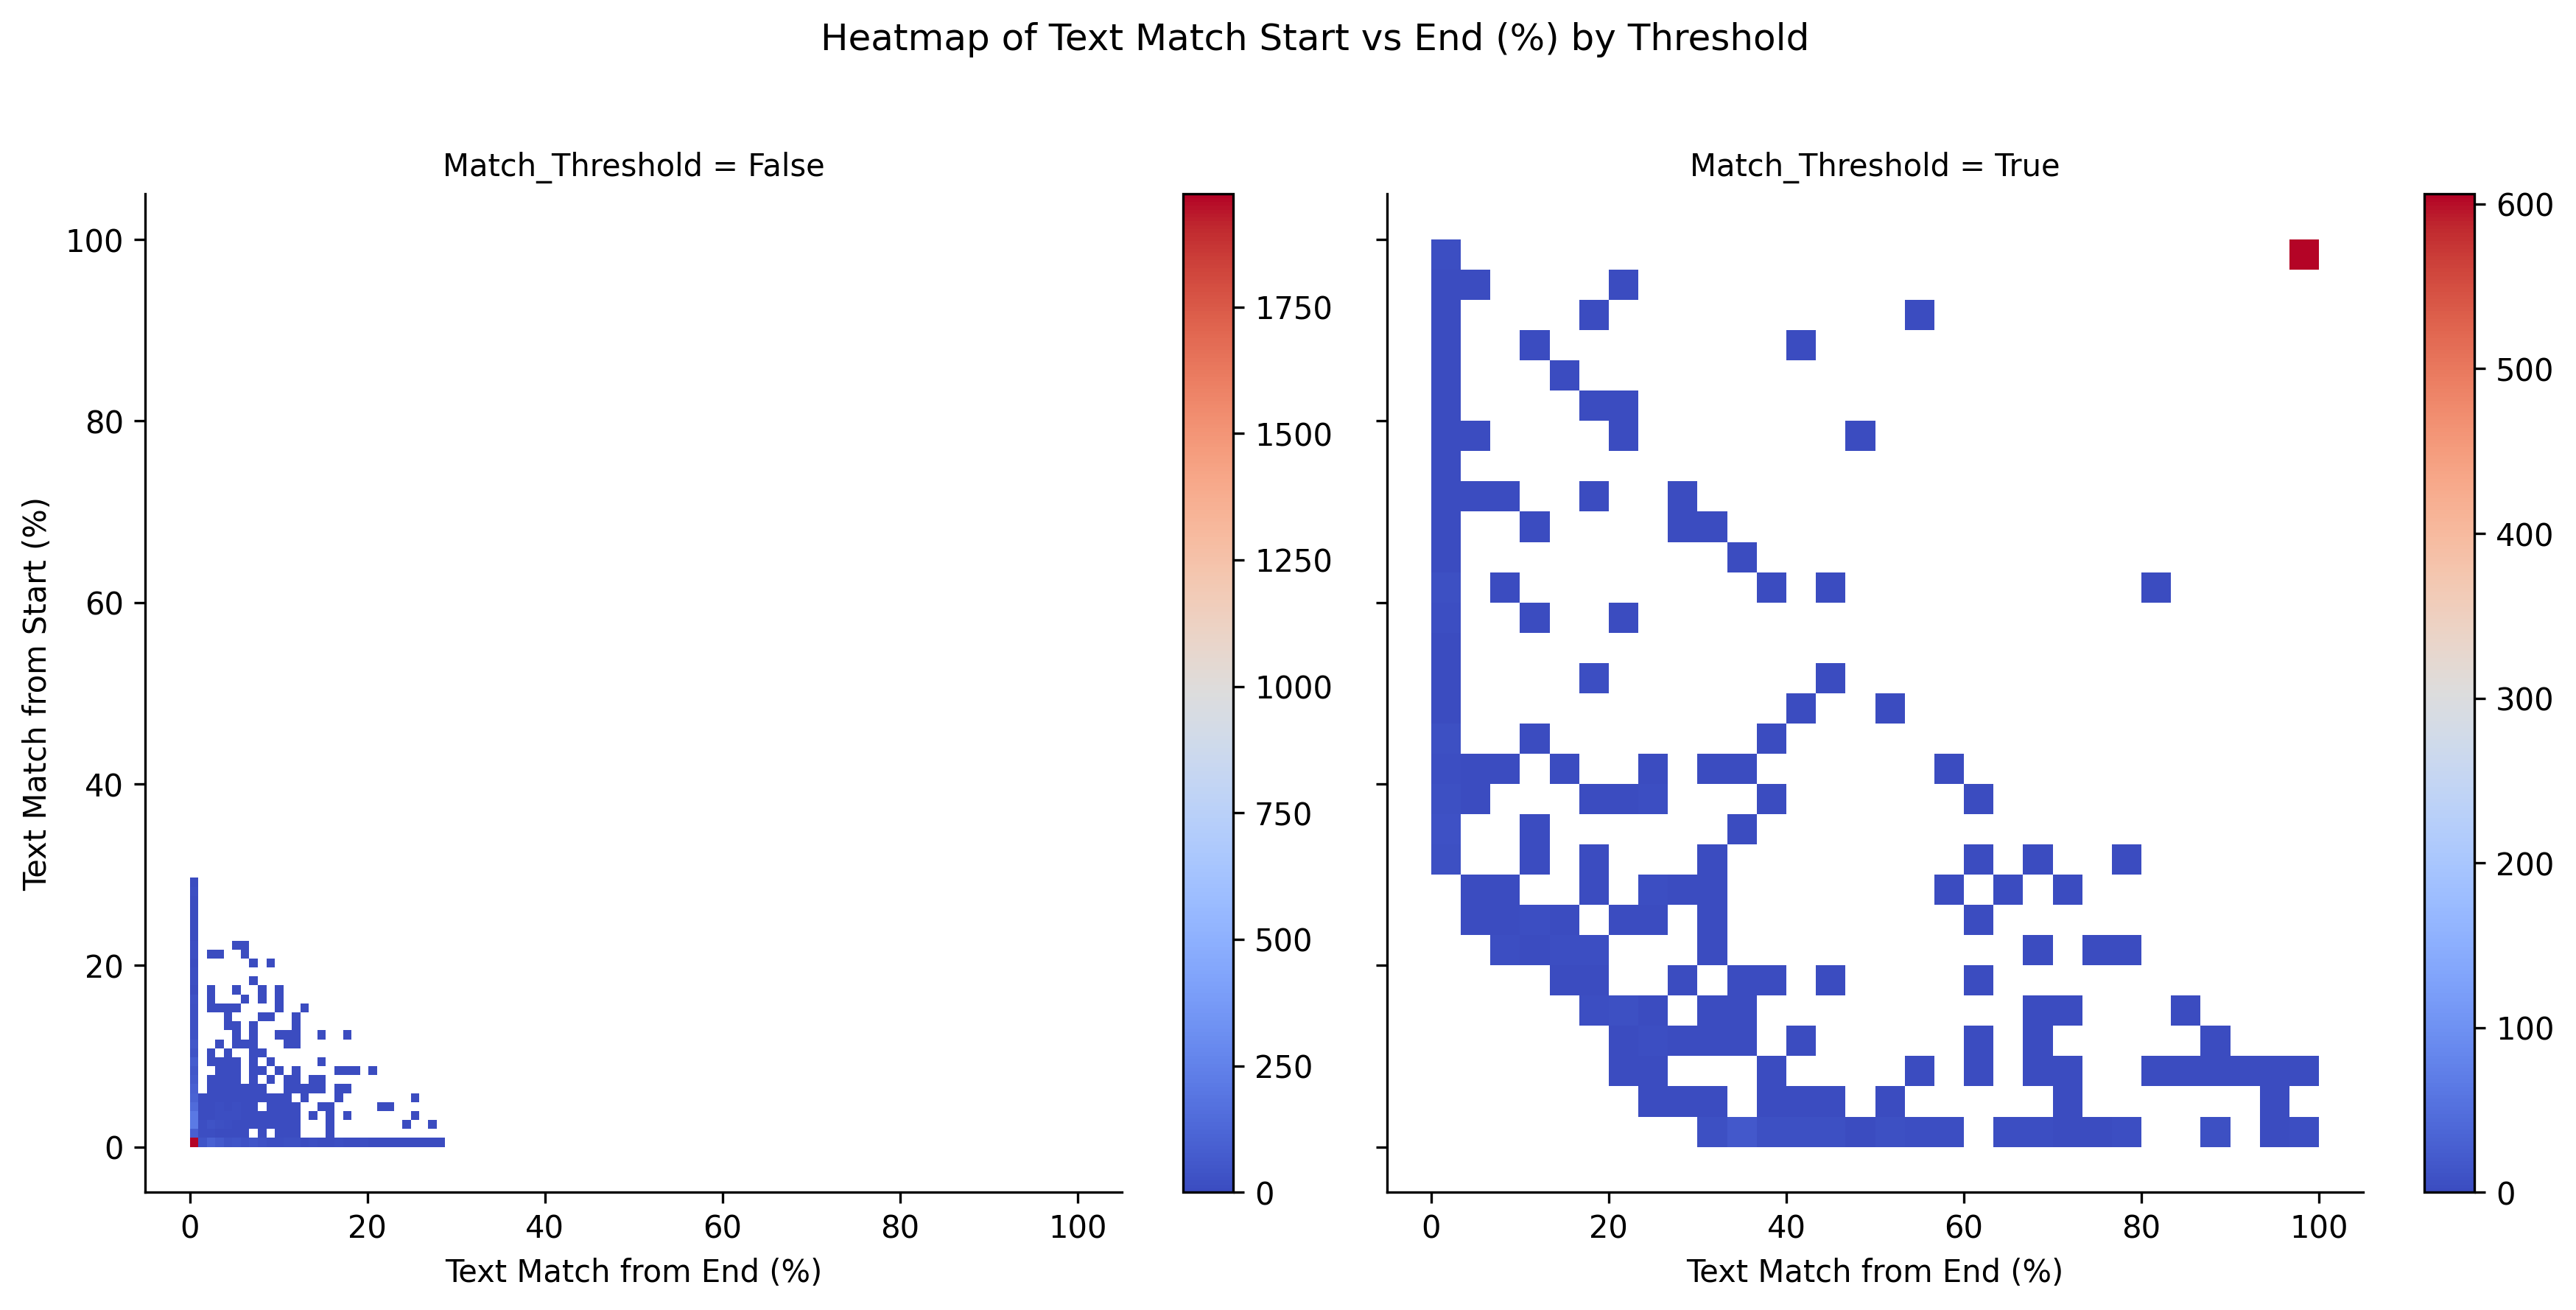 Heatmap of Text Match Start vs End (%) by Threshold
Match_Threshold = False
Match_Threshold = True
Text Match from Start (%)
100
80
60
40
20
0
0 20 40 60 80 100
Text Match from End (%)
1750
1500
1250
1000
750
500
250
0
0 20 40 60 80 100
Text Match from End (%)
600
500
400
300
200
100
0